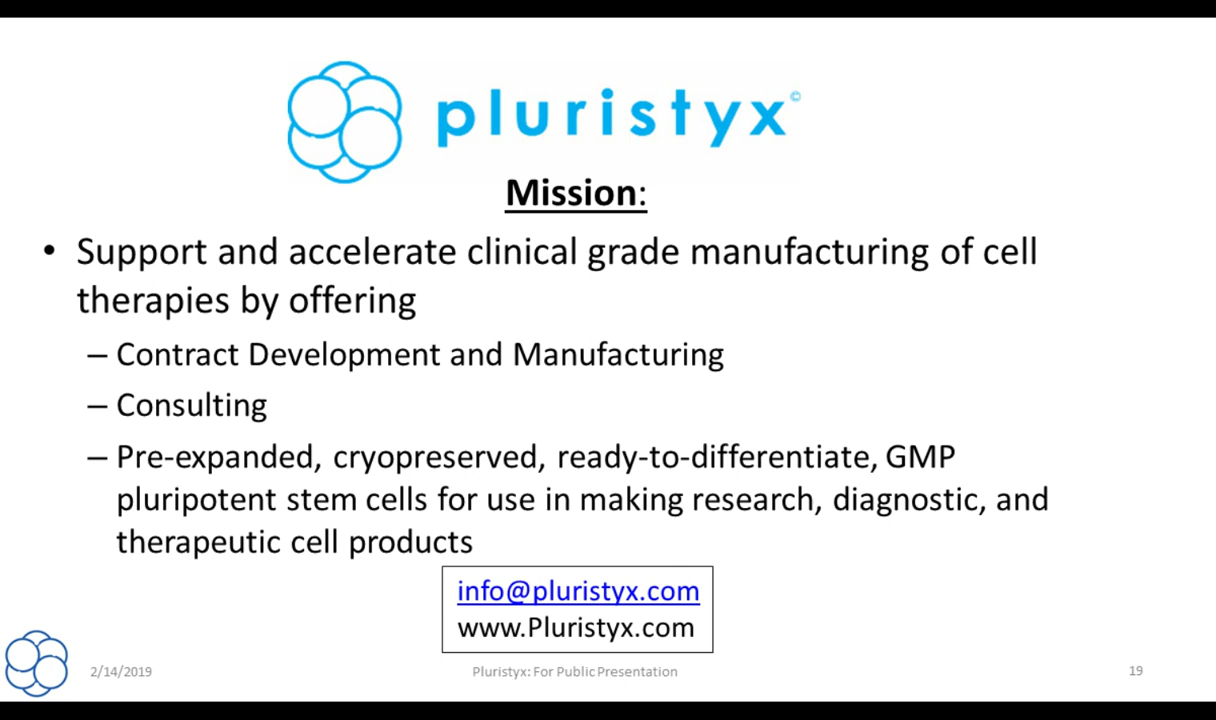 pluristyx©
Mission:
• Support and accelerate clinical grade manufacturing of cell
therapies by offering
– Contract Development and Manufacturing
– Consulting
– Pre-expanded, cryopreserved, ready-to-differentiate, GMP
pluripotent stem cells for use in making research, diagnostic, and
therapeutic cell products
info@pluristyx.com
www.Pluristyx.com
2/14/2019 Pluristyx: For Public Presentation 19